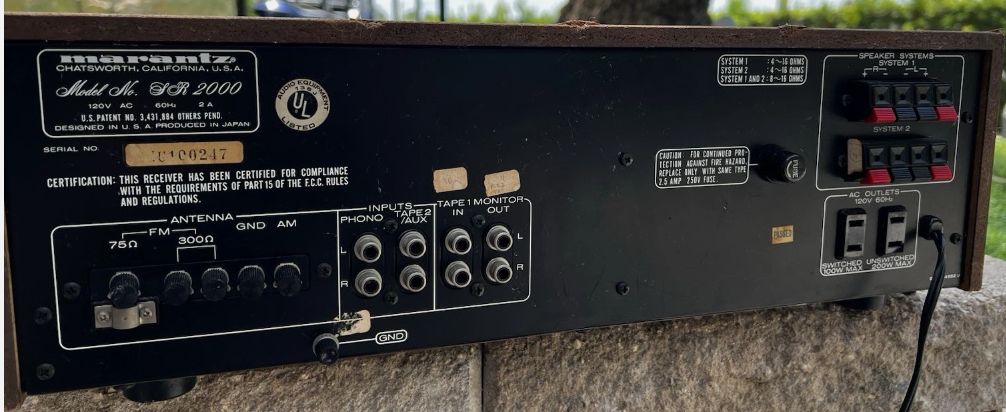 marantz
CHATSWORTH, CALIFORNIA, U.S.A.
Model No. SR 2000
120V AC 60Hz 2A
U.S. PATENT NO. 3,431,884 OTHERS PEND.
DESIGNED IN U.S.A. PRODUCED IN JAPAN
AUDIO EQUIPMENT
138J
UL
LISTED
SERIAL NO.
100247
CERTIFICATION: THIS RECEIVER HAS BEEN CERTIFIED FOR COMPLIANCE
WITH THE REQUIREMENTS OF PART 15 OF THE F.C.C. RULES
AND REGULATIONS.
ANTENNA
FM
75Ω
300Ω
GND
AM
INPUTS
PHONO
TAPE 2
/AUX
L
R
TAPE 1 MONITOR
IN
OUT
L
R
GND
SYSTEM 1 : 4~16 OHMS
SYSTEM 2 : 4~16 OHMS
SYSTEM 1 AND 2 : 8~16 OHMS
CAUTION: FOR CONTINUED PRO-
TECTION AGAINST FIRE HAZARD,
REPLACE ONLY WITH SAME TYPE
2.5 AMP 250V FUSE.
FUSE
PASSED
SPEAKER SYSTEMS
SYSTEM 1
R
L
SYSTEM 2
AC OUTLETS
120V 60Hz
SWITCHED
100W MAX
UNSWITCHED
200W MAX